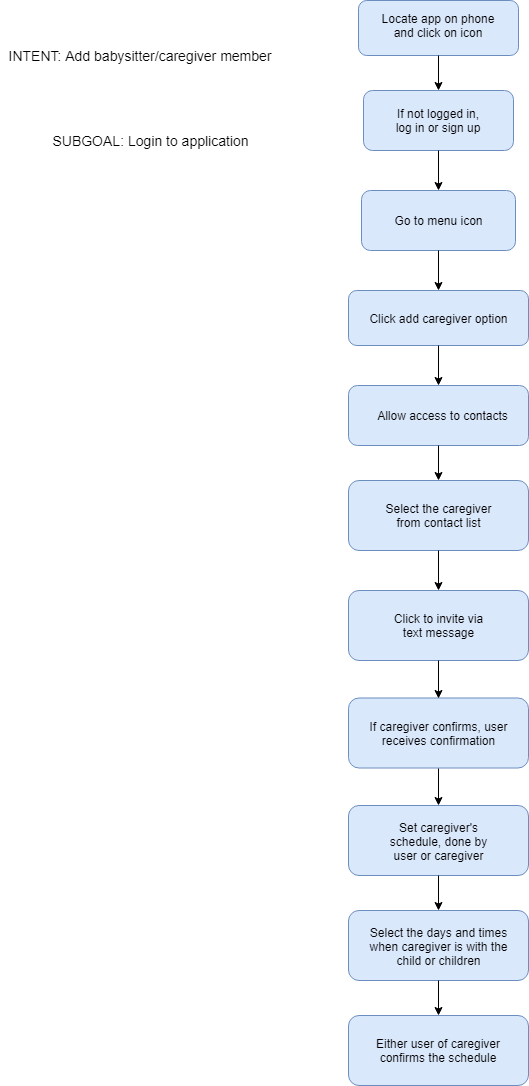 Locate app on phone
and click on icon
INTENT: Add babysitter/caregiver member
If not logged in,
log in or sign up
SUBGOAL: Login to application
Go to menu icon
Click add caregiver option
Allow access to contacts
Select the caregiver
from contact list
Click to invite via
text message
If caregiver confirms, user
receives confirmation
Set caregiver's
schedule, done by
user or caregiver
Select the days and times
when caregiver is with the
child or children
Either user of caregiver
confirms the schedule